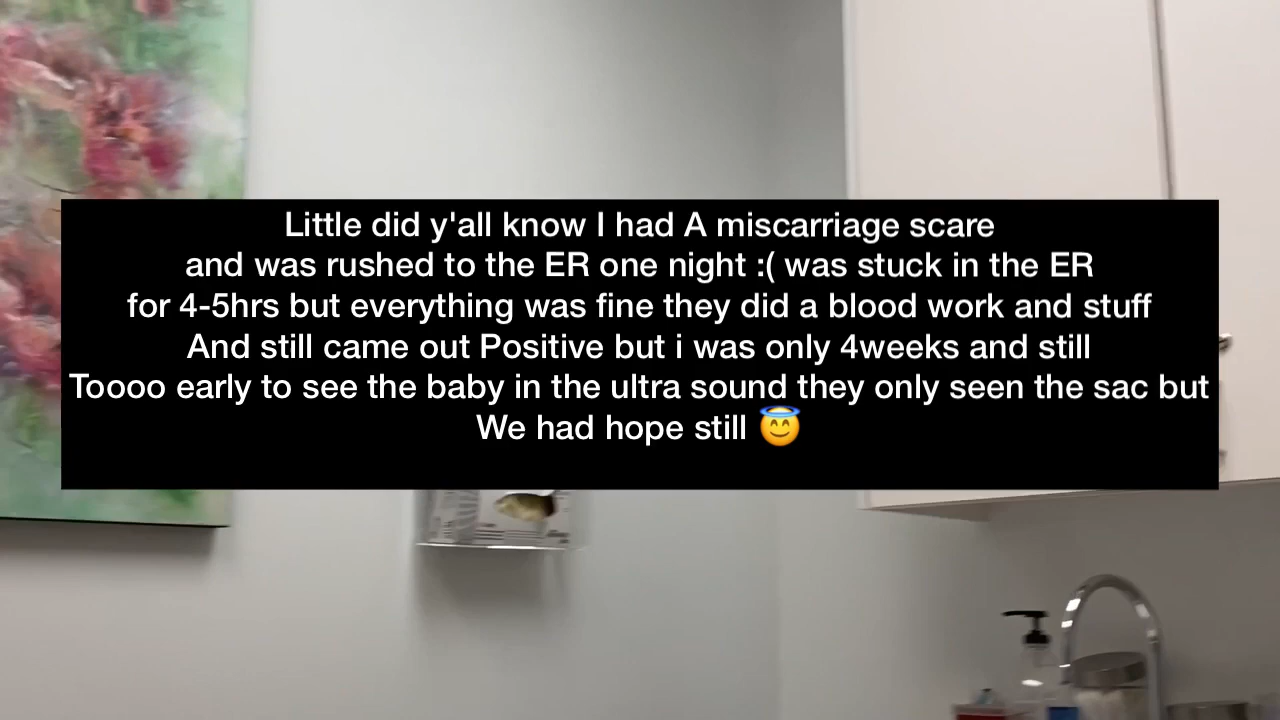 Little did y'all know I had A miscarriage scare
and was rushed to the ER one night :( was stuck in the ER
for 4-5hrs but everything was fine they did a blood work and stuff
And still came out Positive but i was only 4weeks and still
Toooo early to see the baby in the ultra sound they only seen the sac but
We had hope still 😇